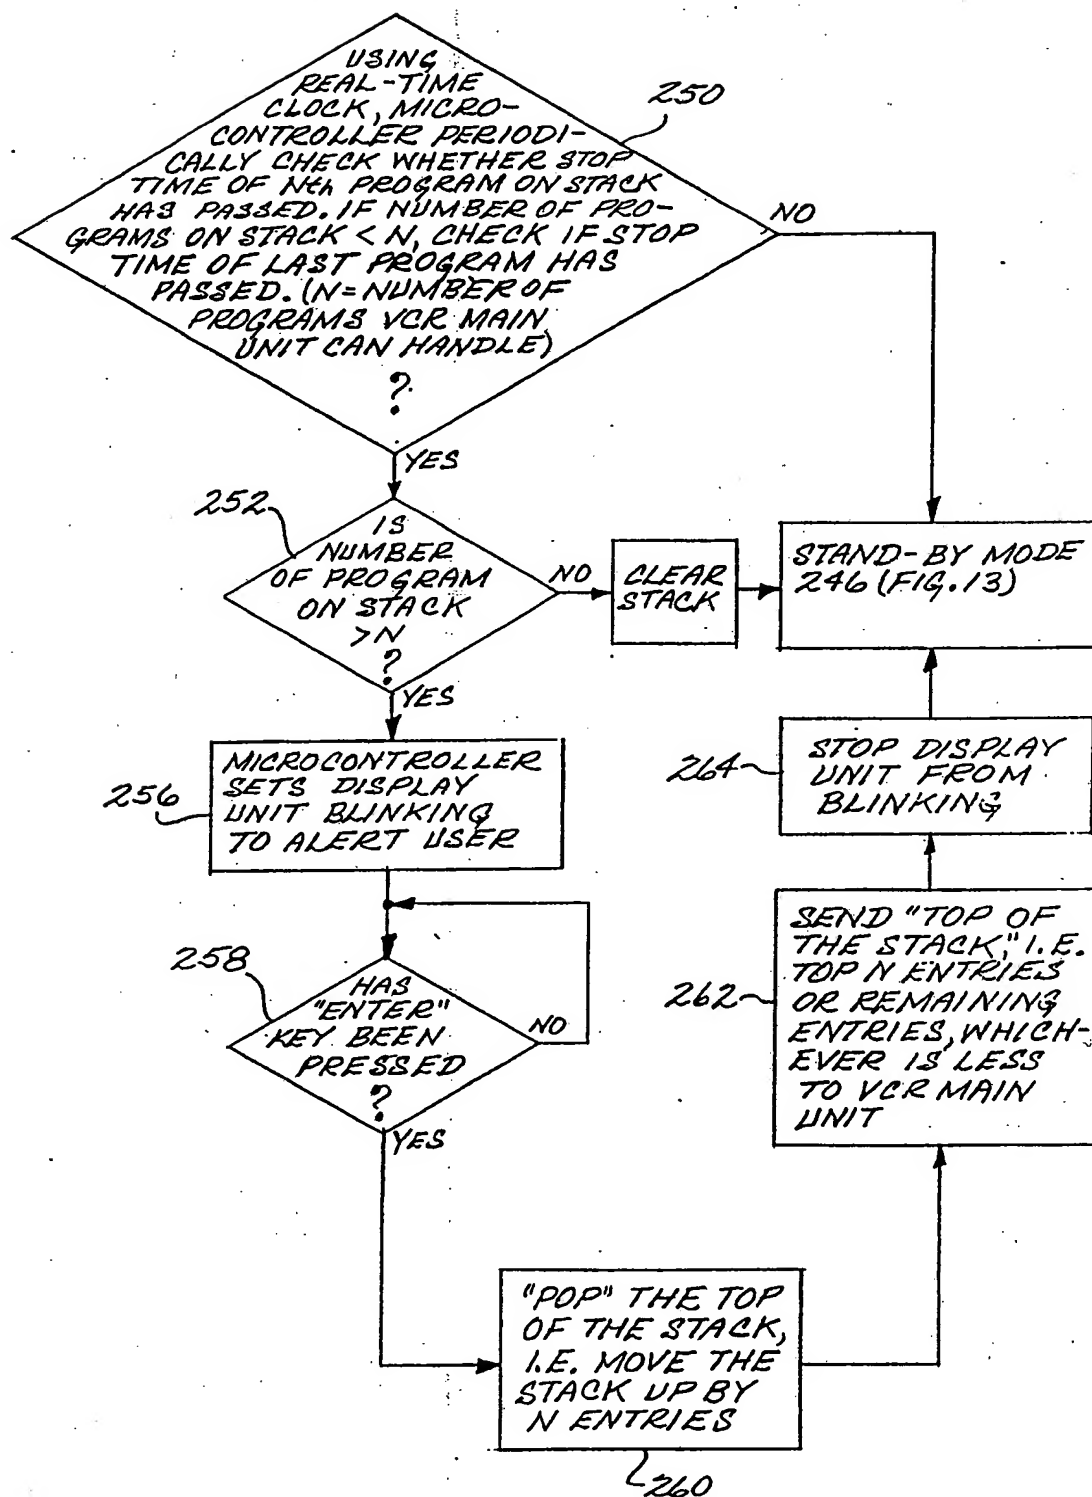 USING
REAL-TIME
CLOCK, MICRO-
CONTROLLER PERIODI-
CALLY CHECK WHETHER STOP
TIME OF Nth PROGRAM ON STACK
HAS PASSED. IF NUMBER OF PRO-
GRAMS ON STACK < N, CHECK IF STOP
TIME OF LAST PROGRAM HAS
PASSED. (N=NUMBER OF
PROGRAMS VCR MAIN
UNIT CAN HANDLE)
?
250
NO
YES
252
IS
NUMBER
OF PROGRAM
ON STACK
>N
?
NO
CLEAR
STACK
STAND-BY MODE
246 (FIG. 13)
YES
256
MICROCONTROLLER
SETS DISPLAY
UNIT BLINKING
TO ALERT USER
264
STOP DISPLAY
UNIT FROM
BLINKING
258
HAS
"ENTER"
KEY BEEN
PRESSED
?
NO
YES
262
SEND "TOP OF
THE STACK," I.E.
TOP N ENTRIES
OR REMAINING
ENTRIES, WHICH-
EVER IS LESS
TO VCR MAIN
UNIT
"POP" THE TOP
OF THE STACK,
I.E. MOVE THE
STACK UP BY
N ENTRIES
260